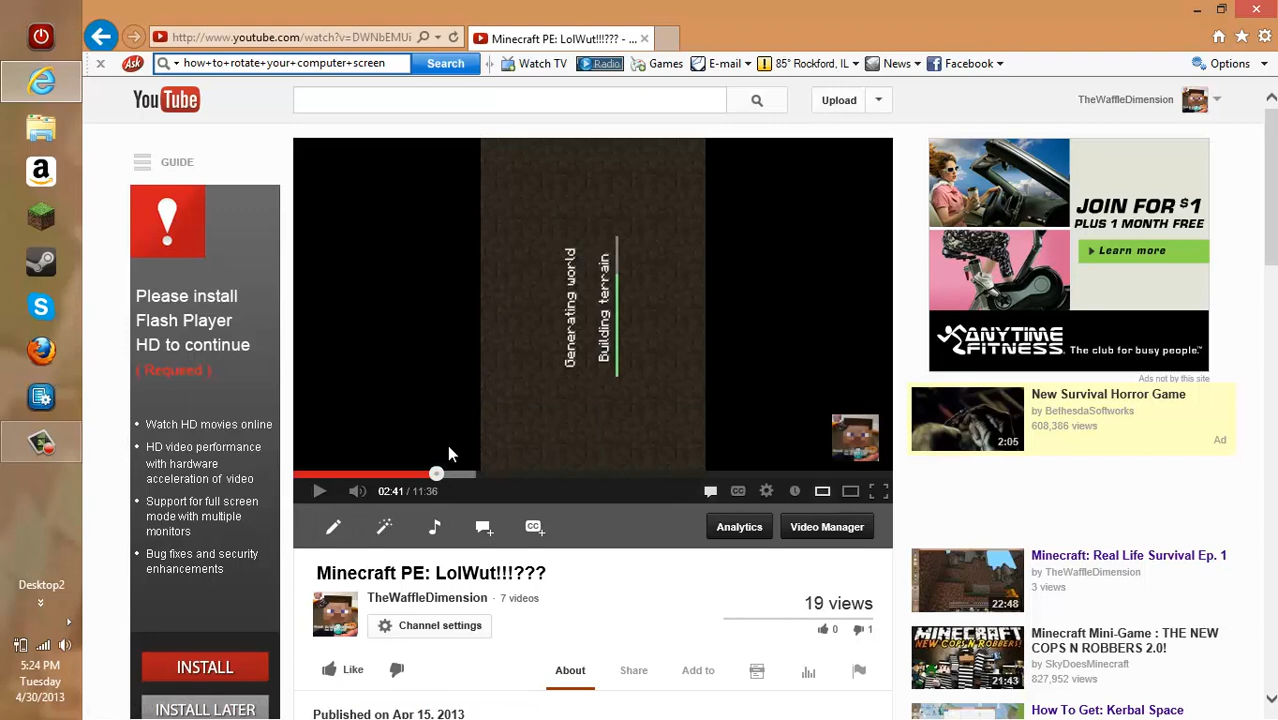 http://www.youtube.com/watch?v=DWNbEMUi
Minecraft PE: LolWut!!!??? - ...
Ask
how+to+rotate+your+computer+screen
Search
Watch TV
Radio
Games
E-mail
85° Rockford, IL
News
Facebook
Options
YouTube
Upload
TheWaffleDimension
GUIDE
Please install
Flash Player
HD to continue
( Required )
Watch HD movies online
HD video performance
with hardware
acceleration of video
Support for full screen
mode with multiple
monitors
Bug fixes and security
enhancements
INSTALL
INSTALL LATER
Generating world
Building terrain
02:41 / 11:36
Analytics
Video Manager
Minecraft PE: LolWut!!!???
TheWaffleDimension · 7 videos
Channel settings
19 views
0
1
Like
About
Share
Add to
Published on Apr 15, 2013
JOIN FOR $1
PLUS 1 MONTH FREE
Learn more
ANYTIME
FITNESS.
The club for busy people.™
Ads not by this site
New Survival Horror Game
by BethesdaSoftworks
608,386 views
2:05
Ad
Minecraft: Real Life Survival Ep. 1
by TheWaffleDimension
3 views
22:48
Minecraft Mini-Game : THE NEW
COPS N ROBBERS 2.0!
by SkyDoesMinecraft
827,952 views
MINECRAFT
NEW COPS N ROBBERS
21:43
How To Get: Kerbal Space
Desktop2
5:24 PM
Tuesday
4/30/2013